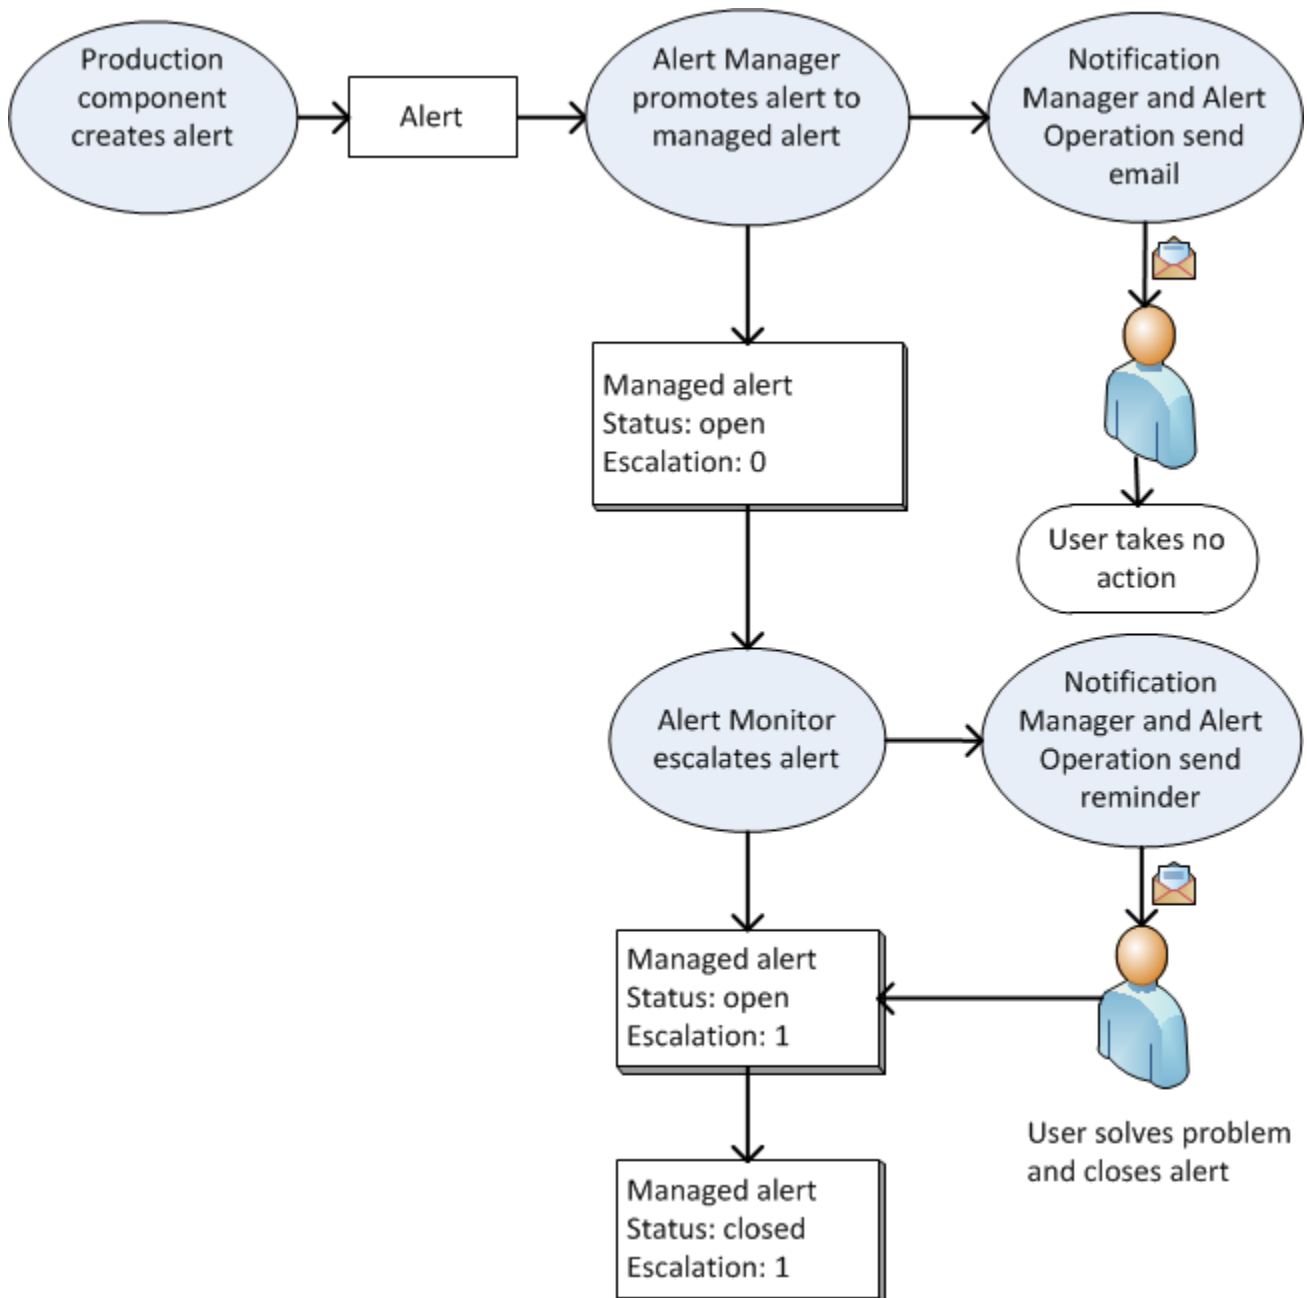 Production
component
creates alert
Alert
Alert Manager
promotes alert to
managed alert
Notification
Manager and Alert
Operation send
email
Managed alert
Status: open
Escalation: 0
User takes no
action
Alert Monitor
escalates alert
Notification
Manager and Alert
Operation send
reminder
Managed alert
Status: open
Escalation: 1
User solves problem
and closes alert
Managed alert
Status: closed
Escalation: 1